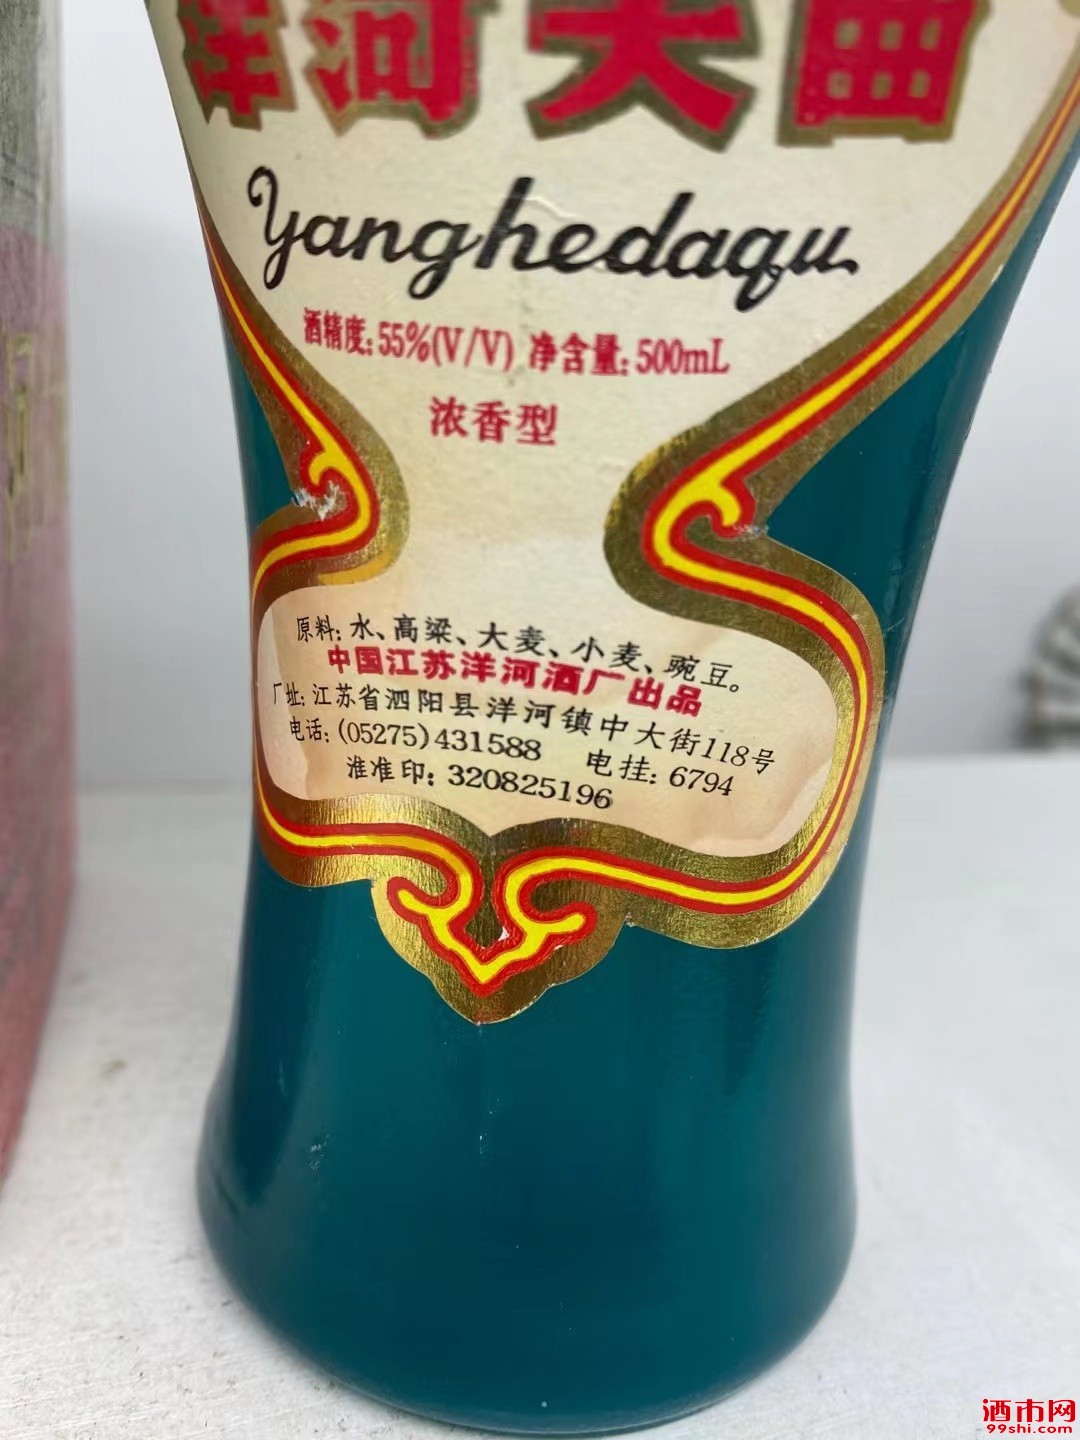 洋河大曲
Yanghedaqu
酒精度:55%(V/V) 净含量:500mL
浓香型
原料:水、高粱、大麦、小麦、豌豆。
中国江苏洋河酒厂出品
厂址:江苏省泗阳县洋河镇中大街118号
电话:(05275)431588 电挂:6794
淮准印:320825196
酒市网
99shi.com